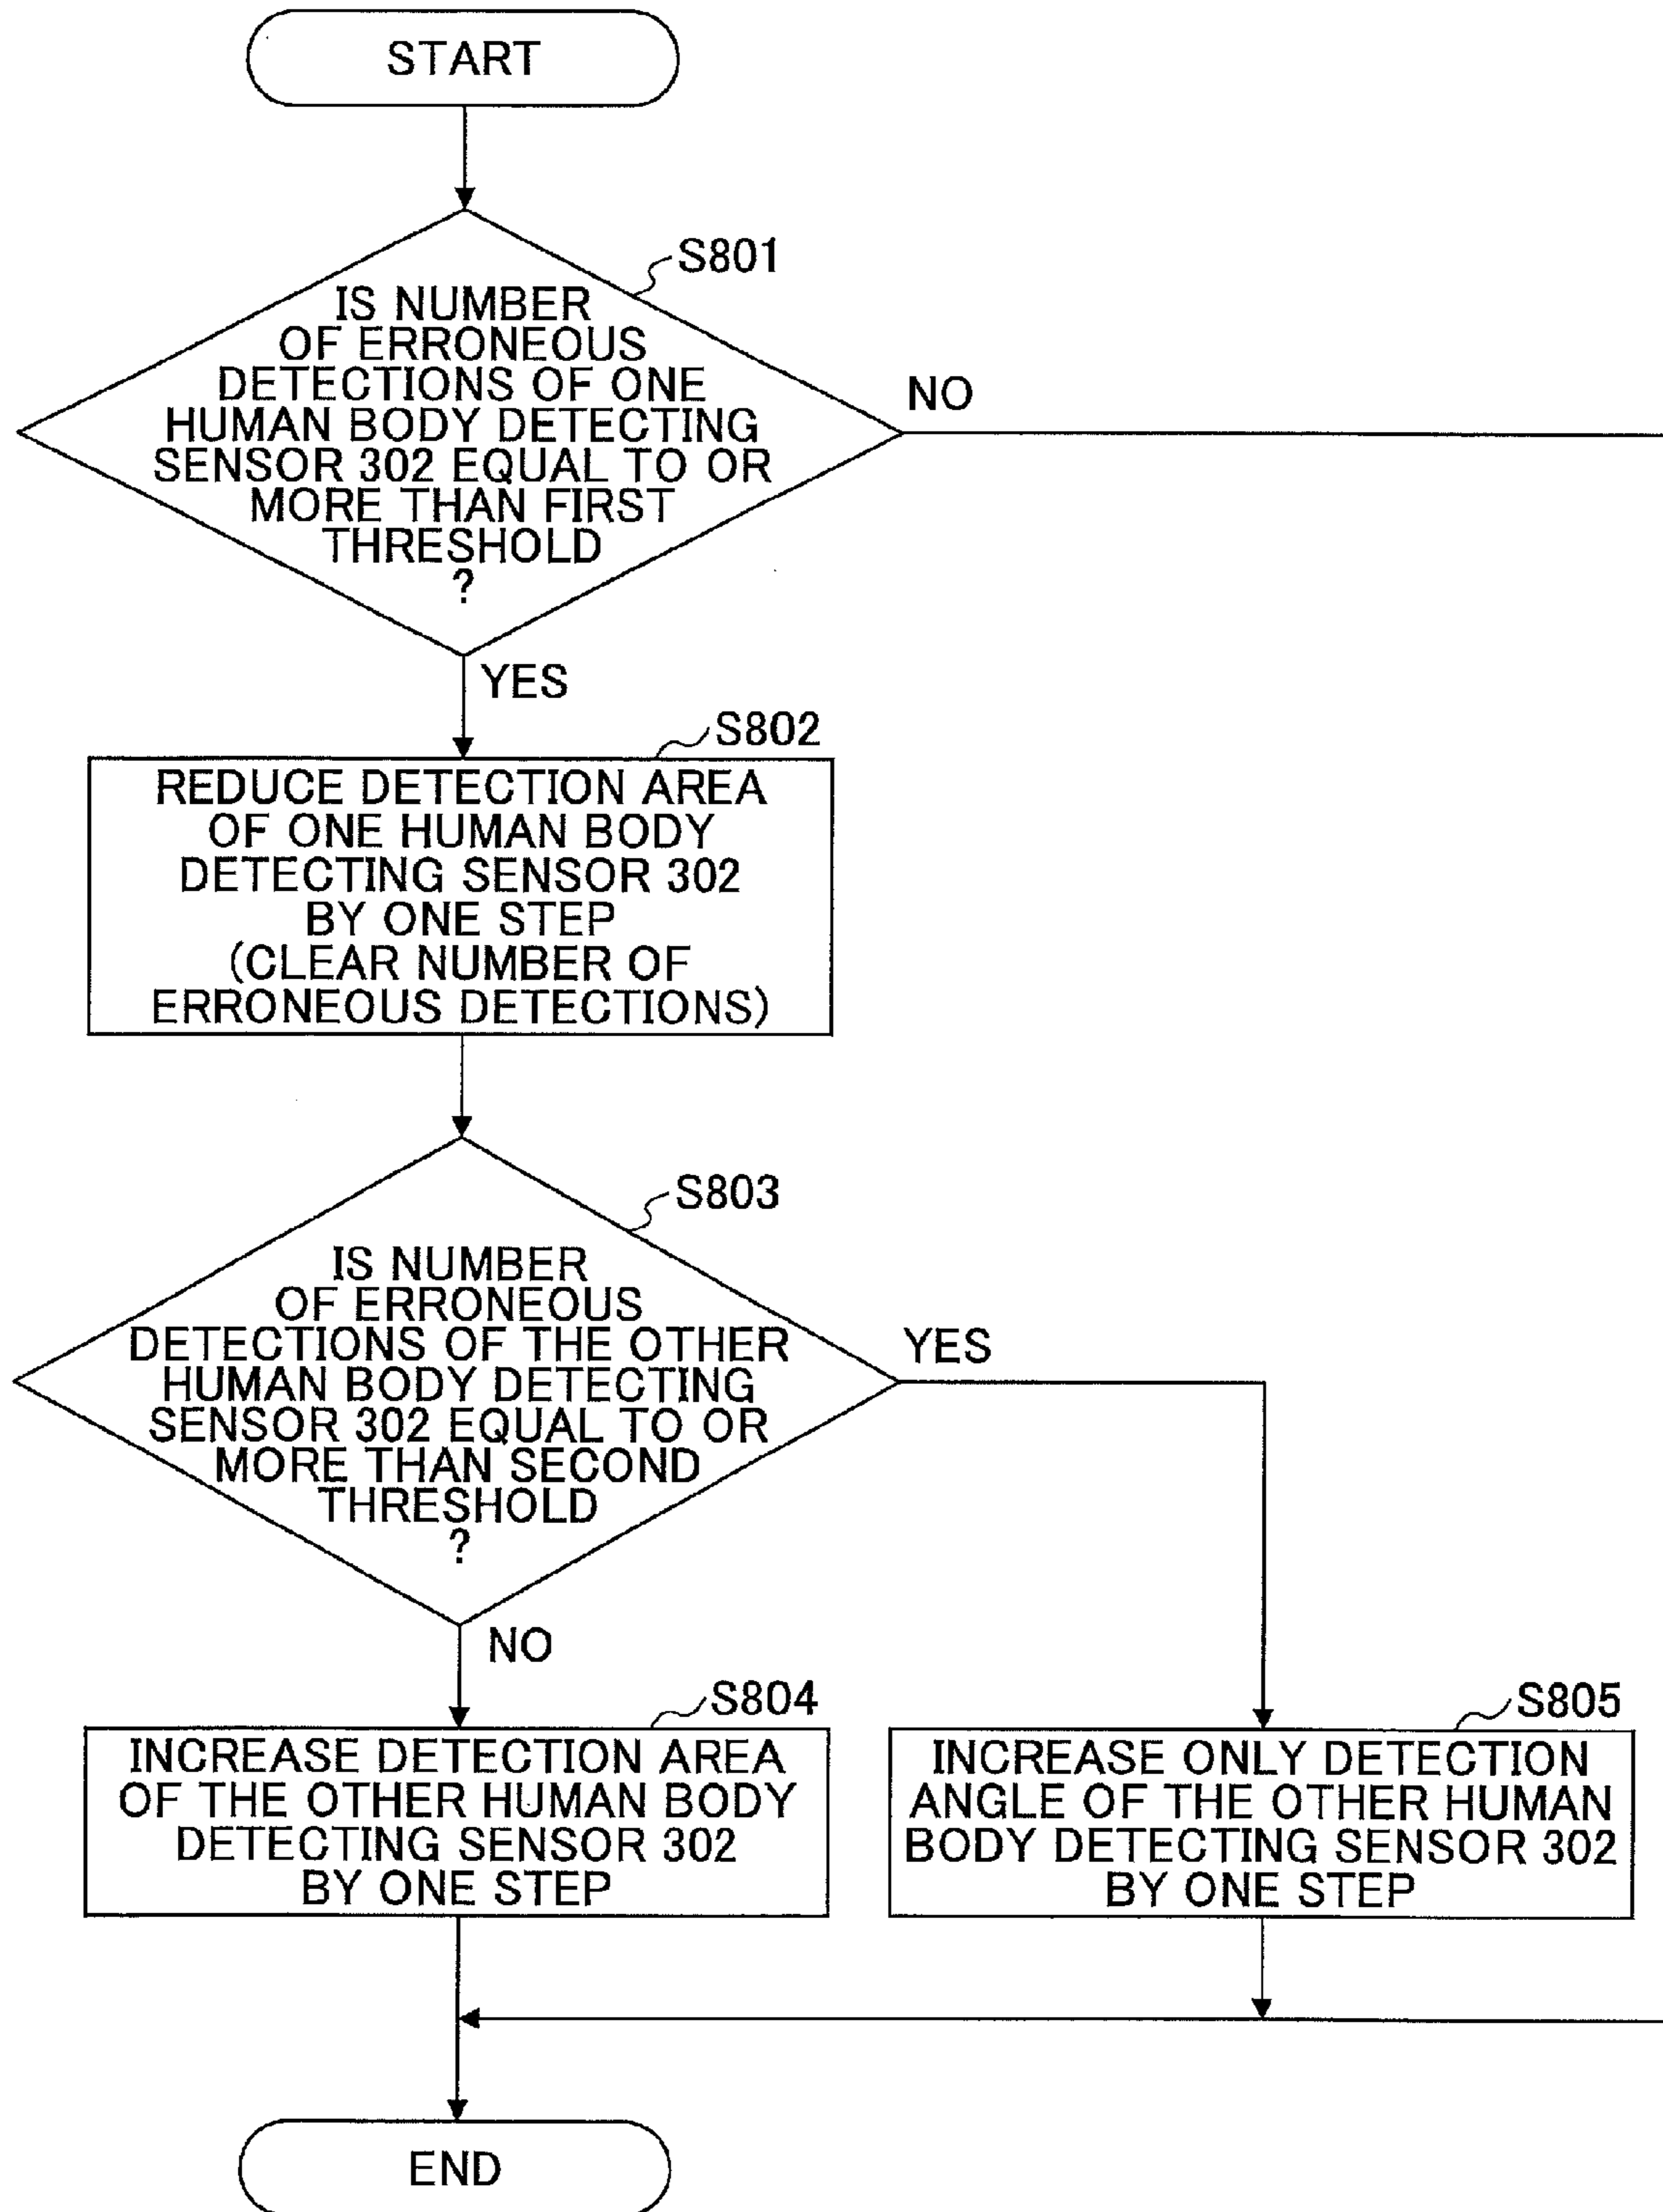 START
S801
IS NUMBER
OF ERRONEOUS
DETECTIONS OF ONE
HUMAN BODY DETECTING
SENSOR 302 EQUAL TO OR
MORE THAN FIRST
THRESHOLD
?
NO
YES
S802
REDUCE DETECTION AREA
OF ONE HUMAN BODY
DETECTING SENSOR 302
BY ONE STEP
(CLEAR NUMBER OF
ERRONEOUS DETECTIONS)
S803
IS NUMBER
OF ERRONEOUS
DETECTIONS OF THE OTHER
HUMAN BODY DETECTING
SENSOR 302 EQUAL TO OR
MORE THAN SECOND
THRESHOLD
?
YES
NO
S804
INCREASE DETECTION AREA
OF THE OTHER HUMAN BODY
DETECTING SENSOR 302
BY ONE STEP
S805
INCREASE ONLY DETECTION
ANGLE OF THE OTHER HUMAN
BODY DETECTING SENSOR 302
BY ONE STEP
END